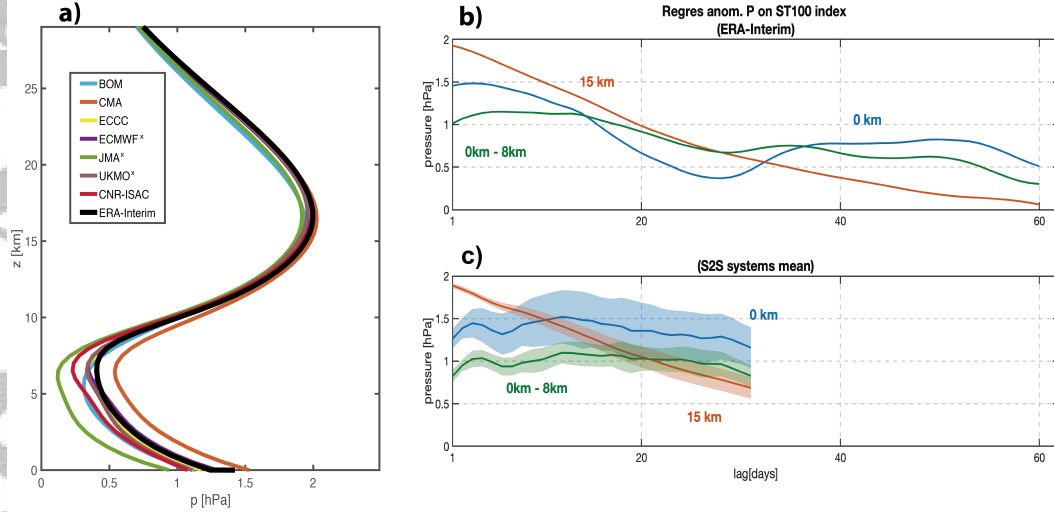 a)
25
20
15
10
5
0
z [km]
BOM
CMA
ECCC
ECMWFˣ
JMAˣ
UKMOˣ
CNR-ISAC
ERA-Interim
0 0.5 1 1.5 2
p [hPa]
b)
Regres anom. P on ST100 index
(ERA-Interim)
2
1.5
1
0.5
0
pressure [hPa]
15 km
0 km
0km - 8km
1 20 40 60
c)
(S2S systems mean)
2
1.5
1
0.5
0
pressure [hPa]
0 km
0km - 8km
15 km
1 20 40 60
lag[days]